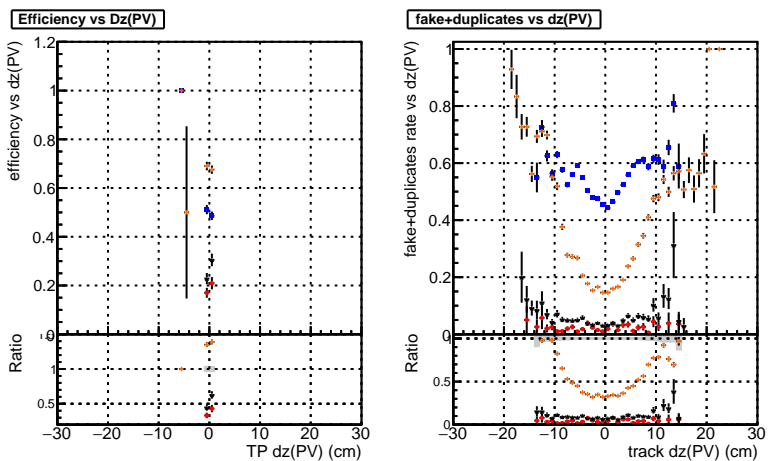 Efficiency vs Dz(PV)
efficiency vs dz(PV)
1.2
1
0.8
0.6
0.4
0.2
0
Ratio
1
0.5
−30 −20 −10 0 10 20 30
TP dz(PV) (cm)
fake+duplicates vs dz(PV)
fake+duplicates rate vs dz(PV)
1
0.8
0.6
0.4
0.2
0
Ratio
1
0.5
0
−30 −20 −10 0 10 20 30
track dz(PV) (cm)